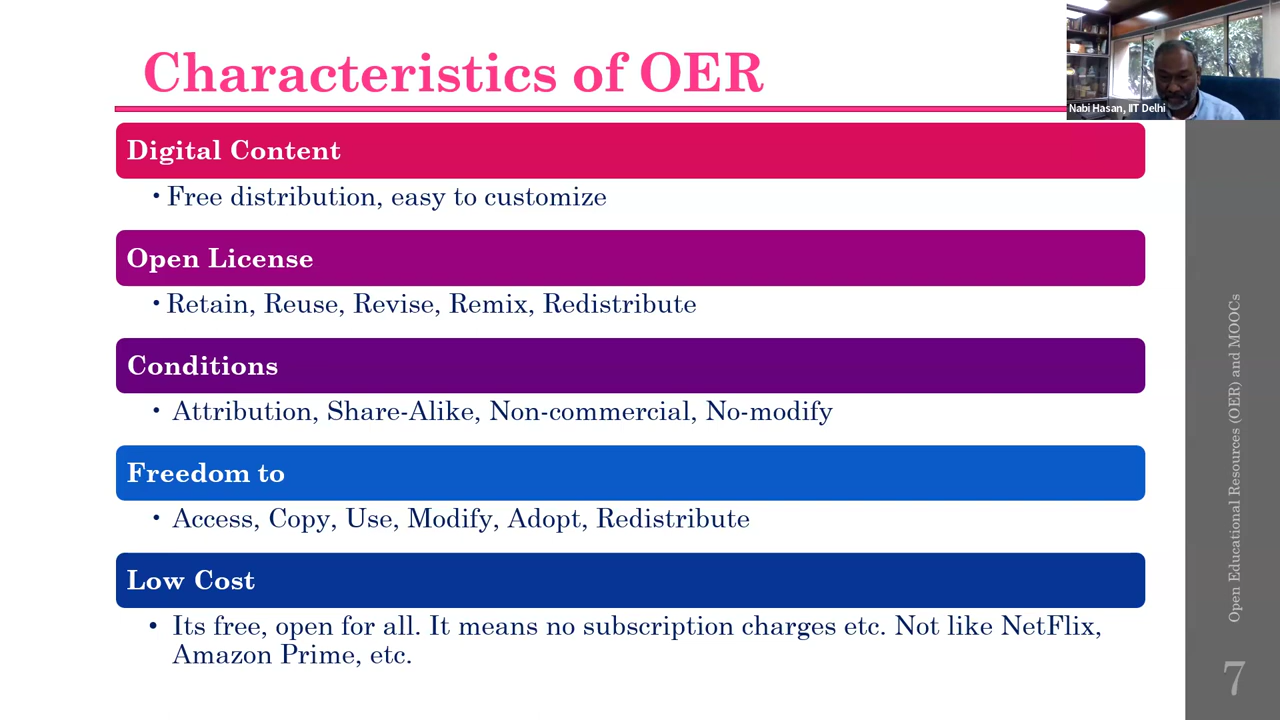 Characteristics of OER
Nabi Hasan, IIT Delhi
Digital Content
• Free distribution, easy to customize
Open License
• Retain, Reuse, Revise, Remix, Redistribute
Conditions
• Attribution, Share-Alike, Non-commercial, No-modify
Freedom to
• Access, Copy, Use, Modify, Adopt, Redistribute
Low Cost
• Its free, open for all. It means no subscription charges etc. Not like NetFlix,
Amazon Prime, etc.
Open Educational Resources (OER) and MOOCs
7